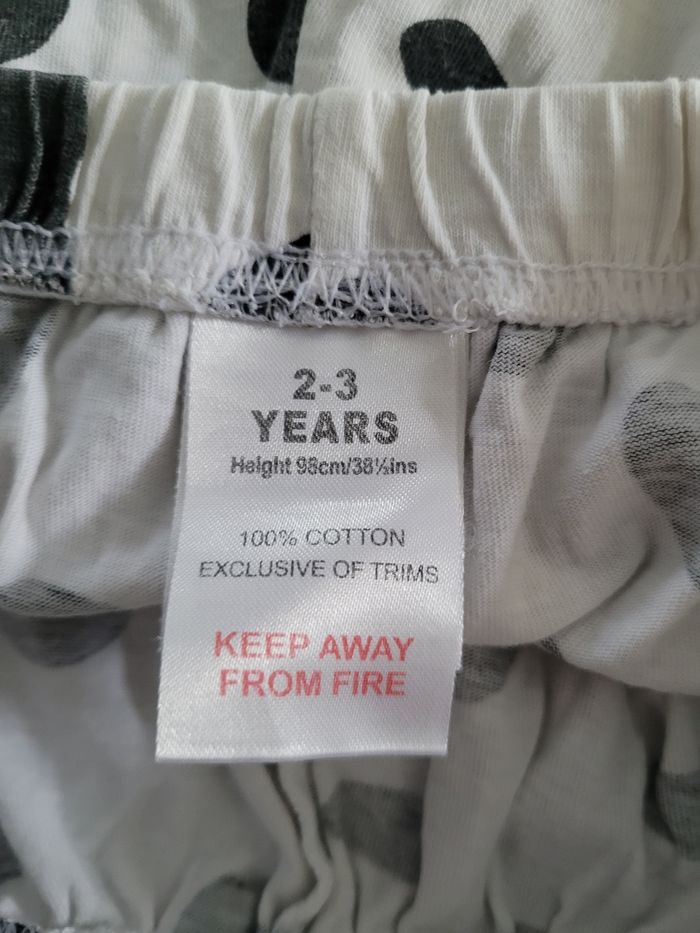 2-3
YEARS
Height 98cm/38½ins
100% COTTON
EXCLUSIVE OF TRIMS
KEEP AWAY
FROM FIRE